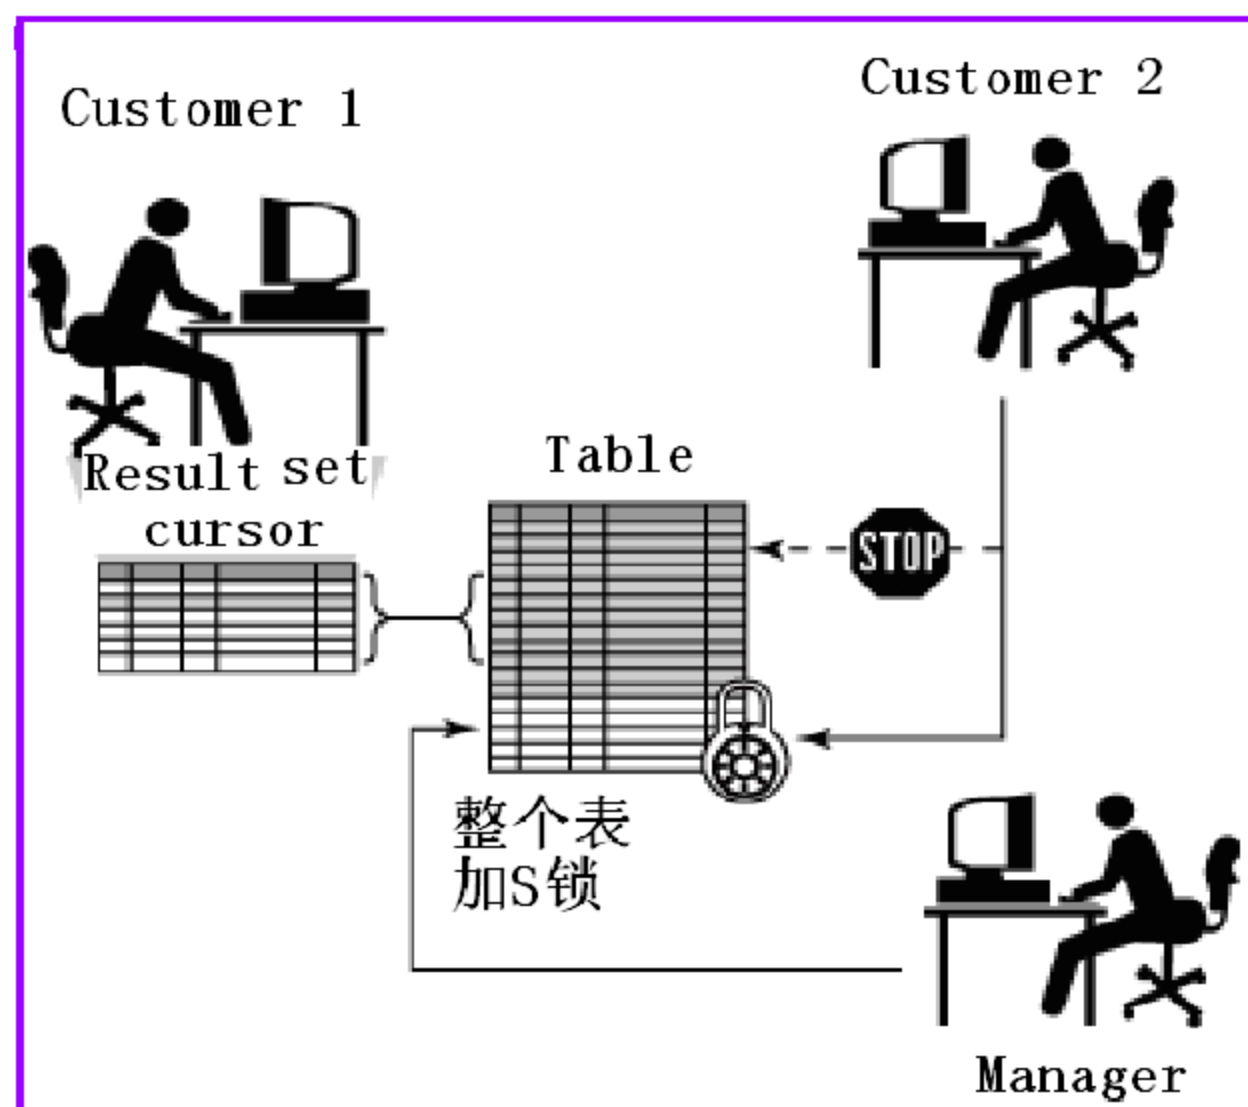 Customer 1
Customer 2
Result set
cursor
Table
STOP
整个表
加S锁
Manager